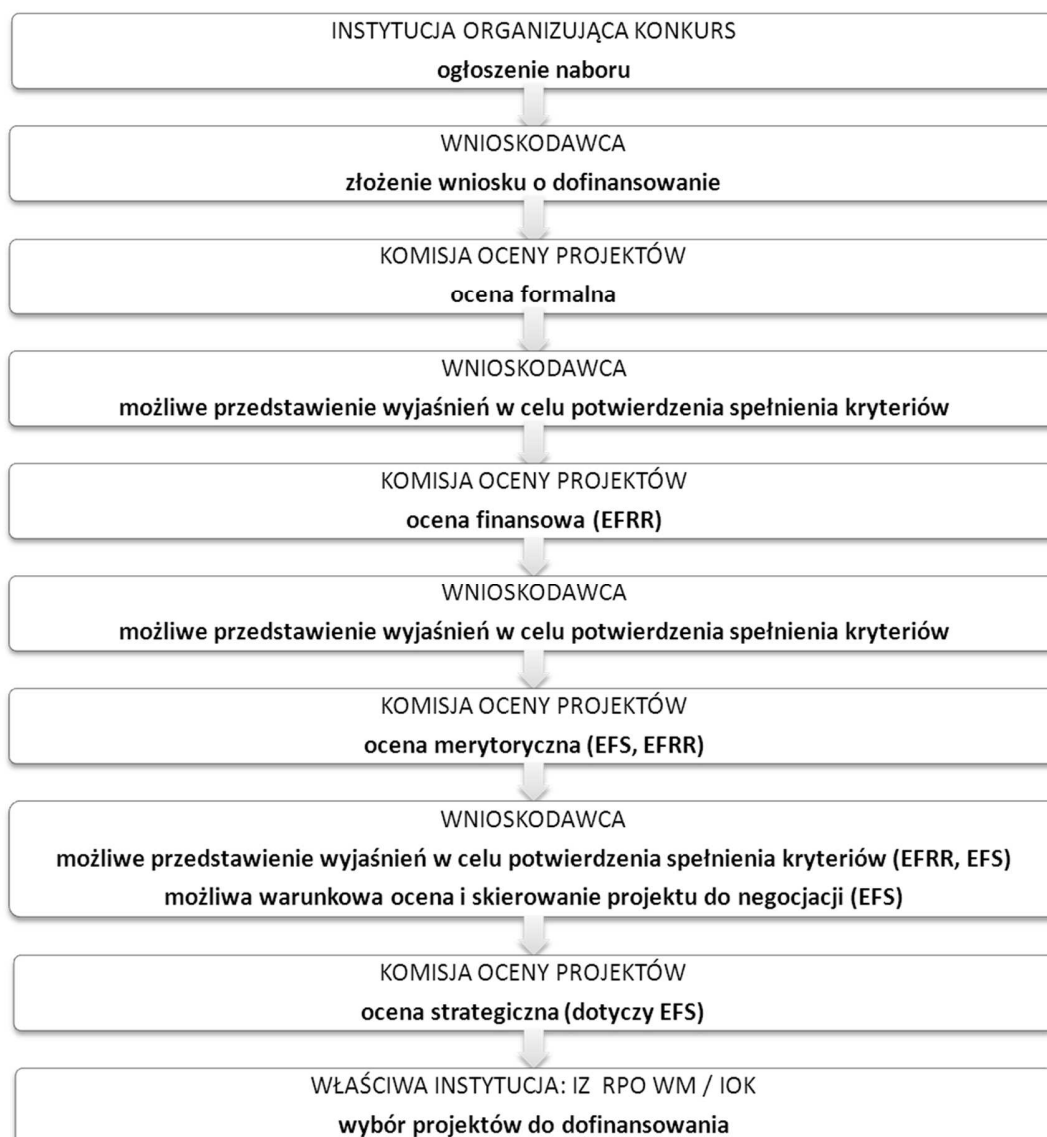 INSTYTUCJA ORGANIZUJĄCA KONKURS
ogłoszenie naboru
WNIOSKODAWCA
złożenie wniosku o dofinansowanie
KOMISJA OCENY PROJEKTÓW
ocena formalna
WNIOSKODAWCA
możliwe przedstawienie wyjaśnień w celu potwierdzenia spełnienia kryteriów
KOMISJA OCENY PROJEKTÓW
ocena finansowa (EFRR)
WNIOSKODAWCA
możliwe przedstawienie wyjaśnień w celu potwierdzenia spełnienia kryteriów
KOMISJA OCENY PROJEKTÓW
ocena merytoryczna (EFS, EFRR)
WNIOSKODAWCA
możliwe przedstawienie wyjaśnień w celu potwierdzenia spełnienia kryteriów (EFRR, EFS)
możliwa warunkowa ocena i skierowanie projektu do negocjacji (EFS)
KOMISJA OCENY PROJEKTÓW
ocena strategiczna (dotyczy EFS)
WŁAŚCIWA INSTYTUCJA: IZ RPO WM / IOK
wybór projektów do dofinansowania